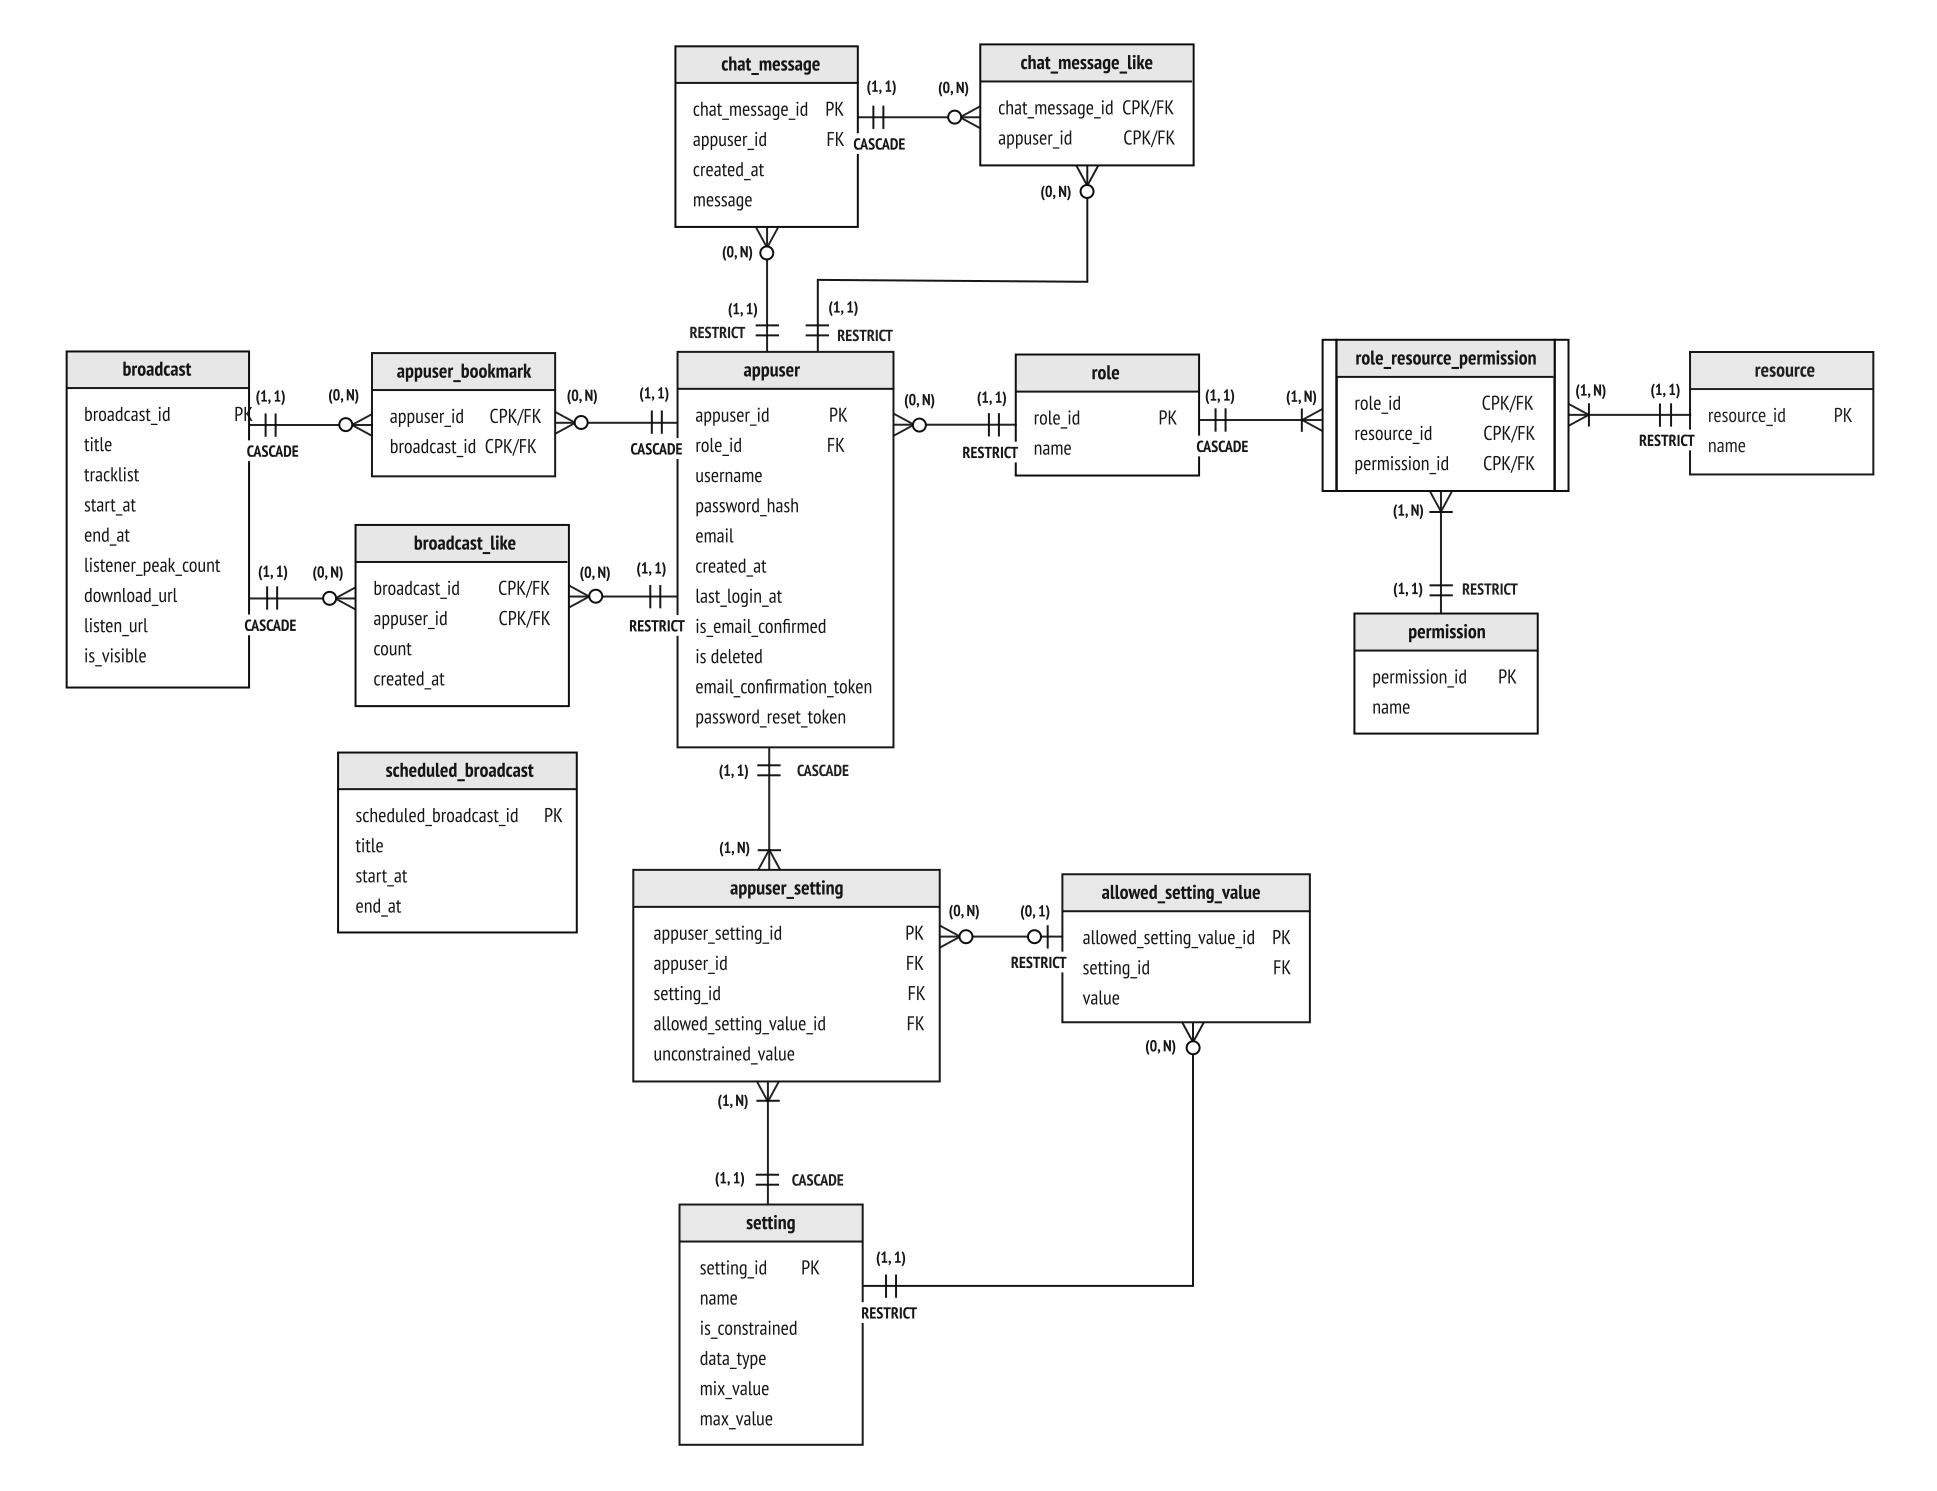 chat_message
chat_message_id PK
appuser_id FK
created_at
message
(1, 1)
CASCADE
(0, N)
chat_message_like
chat_message_id CPK/FK
appuser_id CPK/FK
(0, N)
(0, N)
(1, 1)
RESTRICT
(1, 1)
RESTRICT
broadcast
broadcast_id PK
title
tracklist
start_at
end_at
listener_peak_count
download_url
listen_url
is_visible
(1, 1)
CASCADE
(0, N)
appuser_bookmark
appuser_id CPK/FK
broadcast_id CPK/FK
(0, N)
(1, 1)
CASCADE
(1, 1)
CASCADE
(0, N)
broadcast_like
broadcast_id CPK/FK
appuser_id CPK/FK
count
created_at
(0, N)
(1, 1)
RESTRICT
appuser
appuser_id PK
role_id FK
username
password_hash
email
created_at
last_login_at
is_email_confirmed
is deleted
email_confirmation_token
password_reset_token
(0, N)
(1, 1)
RESTRICT
role
role_id PK
name
(1, 1)
CASCADE
(1, N)
role_resource_permission
role_id CPK/FK
resource_id CPK/FK
permission_id CPK/FK
(1, N)
(1, 1)
RESTRICT
resource
resource_id PK
name
(1, N)
(1, 1)
RESTRICT
permission
permission_id PK
name
scheduled_broadcast
scheduled_broadcast_id PK
title
start_at
end_at
(1, 1)
CASCADE
(1, N)
appuser_setting
appuser_setting_id PK
appuser_id FK
setting_id FK
allowed_setting_value_id FK
unconstrained_value
(0, N)
(0, 1)
RESTRICT
allowed_setting_value
allowed_setting_value_id PK
setting_id FK
value
(0, N)
(1, N)
(1, 1)
CASCADE
setting
setting_id PK
name
is_constrained
data_type
mix_value
max_value
(1, 1)
RESTRICT